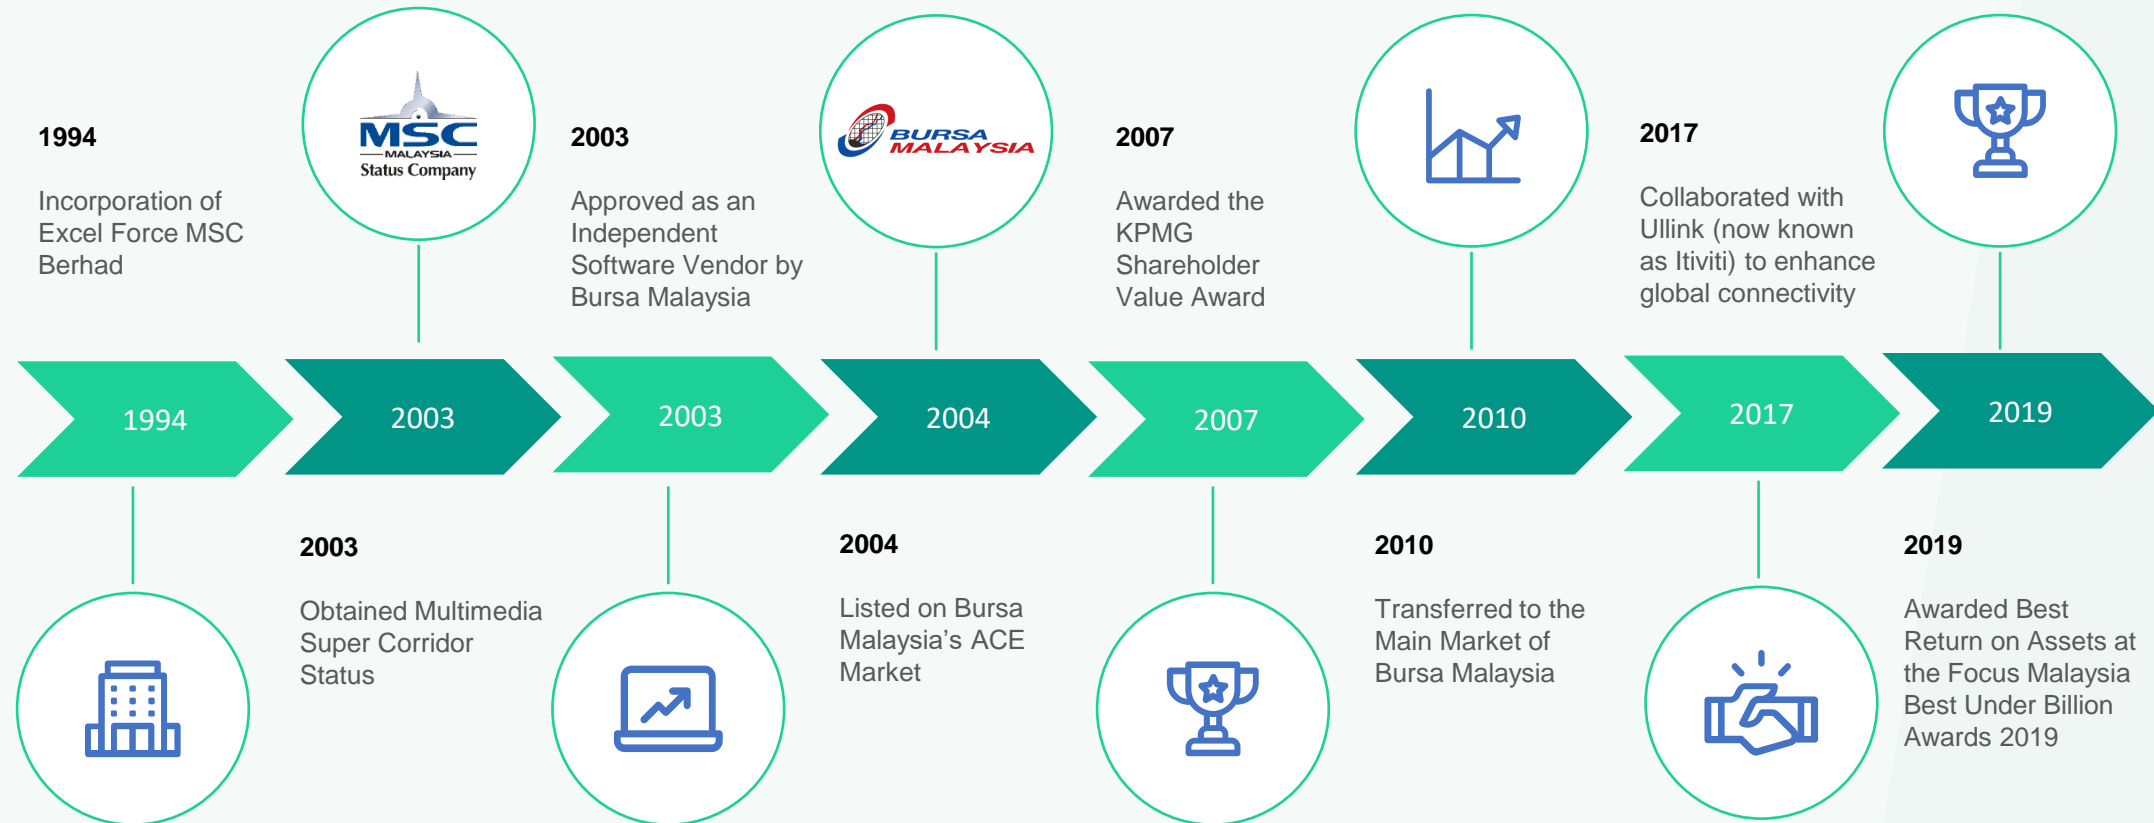 1994
Incorporation of
Excel Force MSC
Berhad
MSC
MALAYSIA
Status Company
2003
Approved as an
Independent
Software Vendor by
Bursa Malaysia
BURSA
MALAYSIA
2007
Awarded the
KPMG
Shareholder
Value Award
2017
Collaborated with
Ullink (now known
as Itiviti) to enhance
global connectivity
1994
2003
2003
2004
2007
2010
2017
2019
2003
Obtained Multimedia
Super Corridor
Status
2004
Listed on Bursa
Malaysia’s ACE
Market
2010
Transferred to the
Main Market of
Bursa Malaysia
2019
Awarded Best
Return on Assets at
the Focus Malaysia
Best Under Billion
Awards 2019